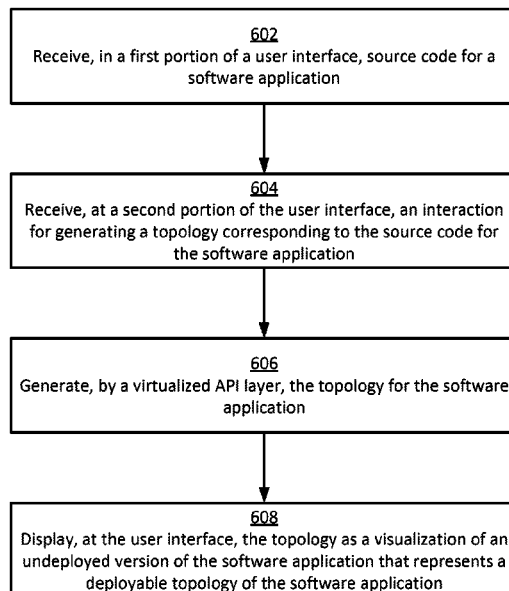 602
Receive, in a first portion of a user interface, source code for a
software application
604
Receive, at a second portion of the user interface, an interaction
for generating a topology corresponding to the source code for
the software application
606
Generate, by a virtualized API layer, the topology for the software
application
608
Display, at the user interface, the topology as a visualization of an
undeployed version of the software application that represents a
deployable topology of the software application